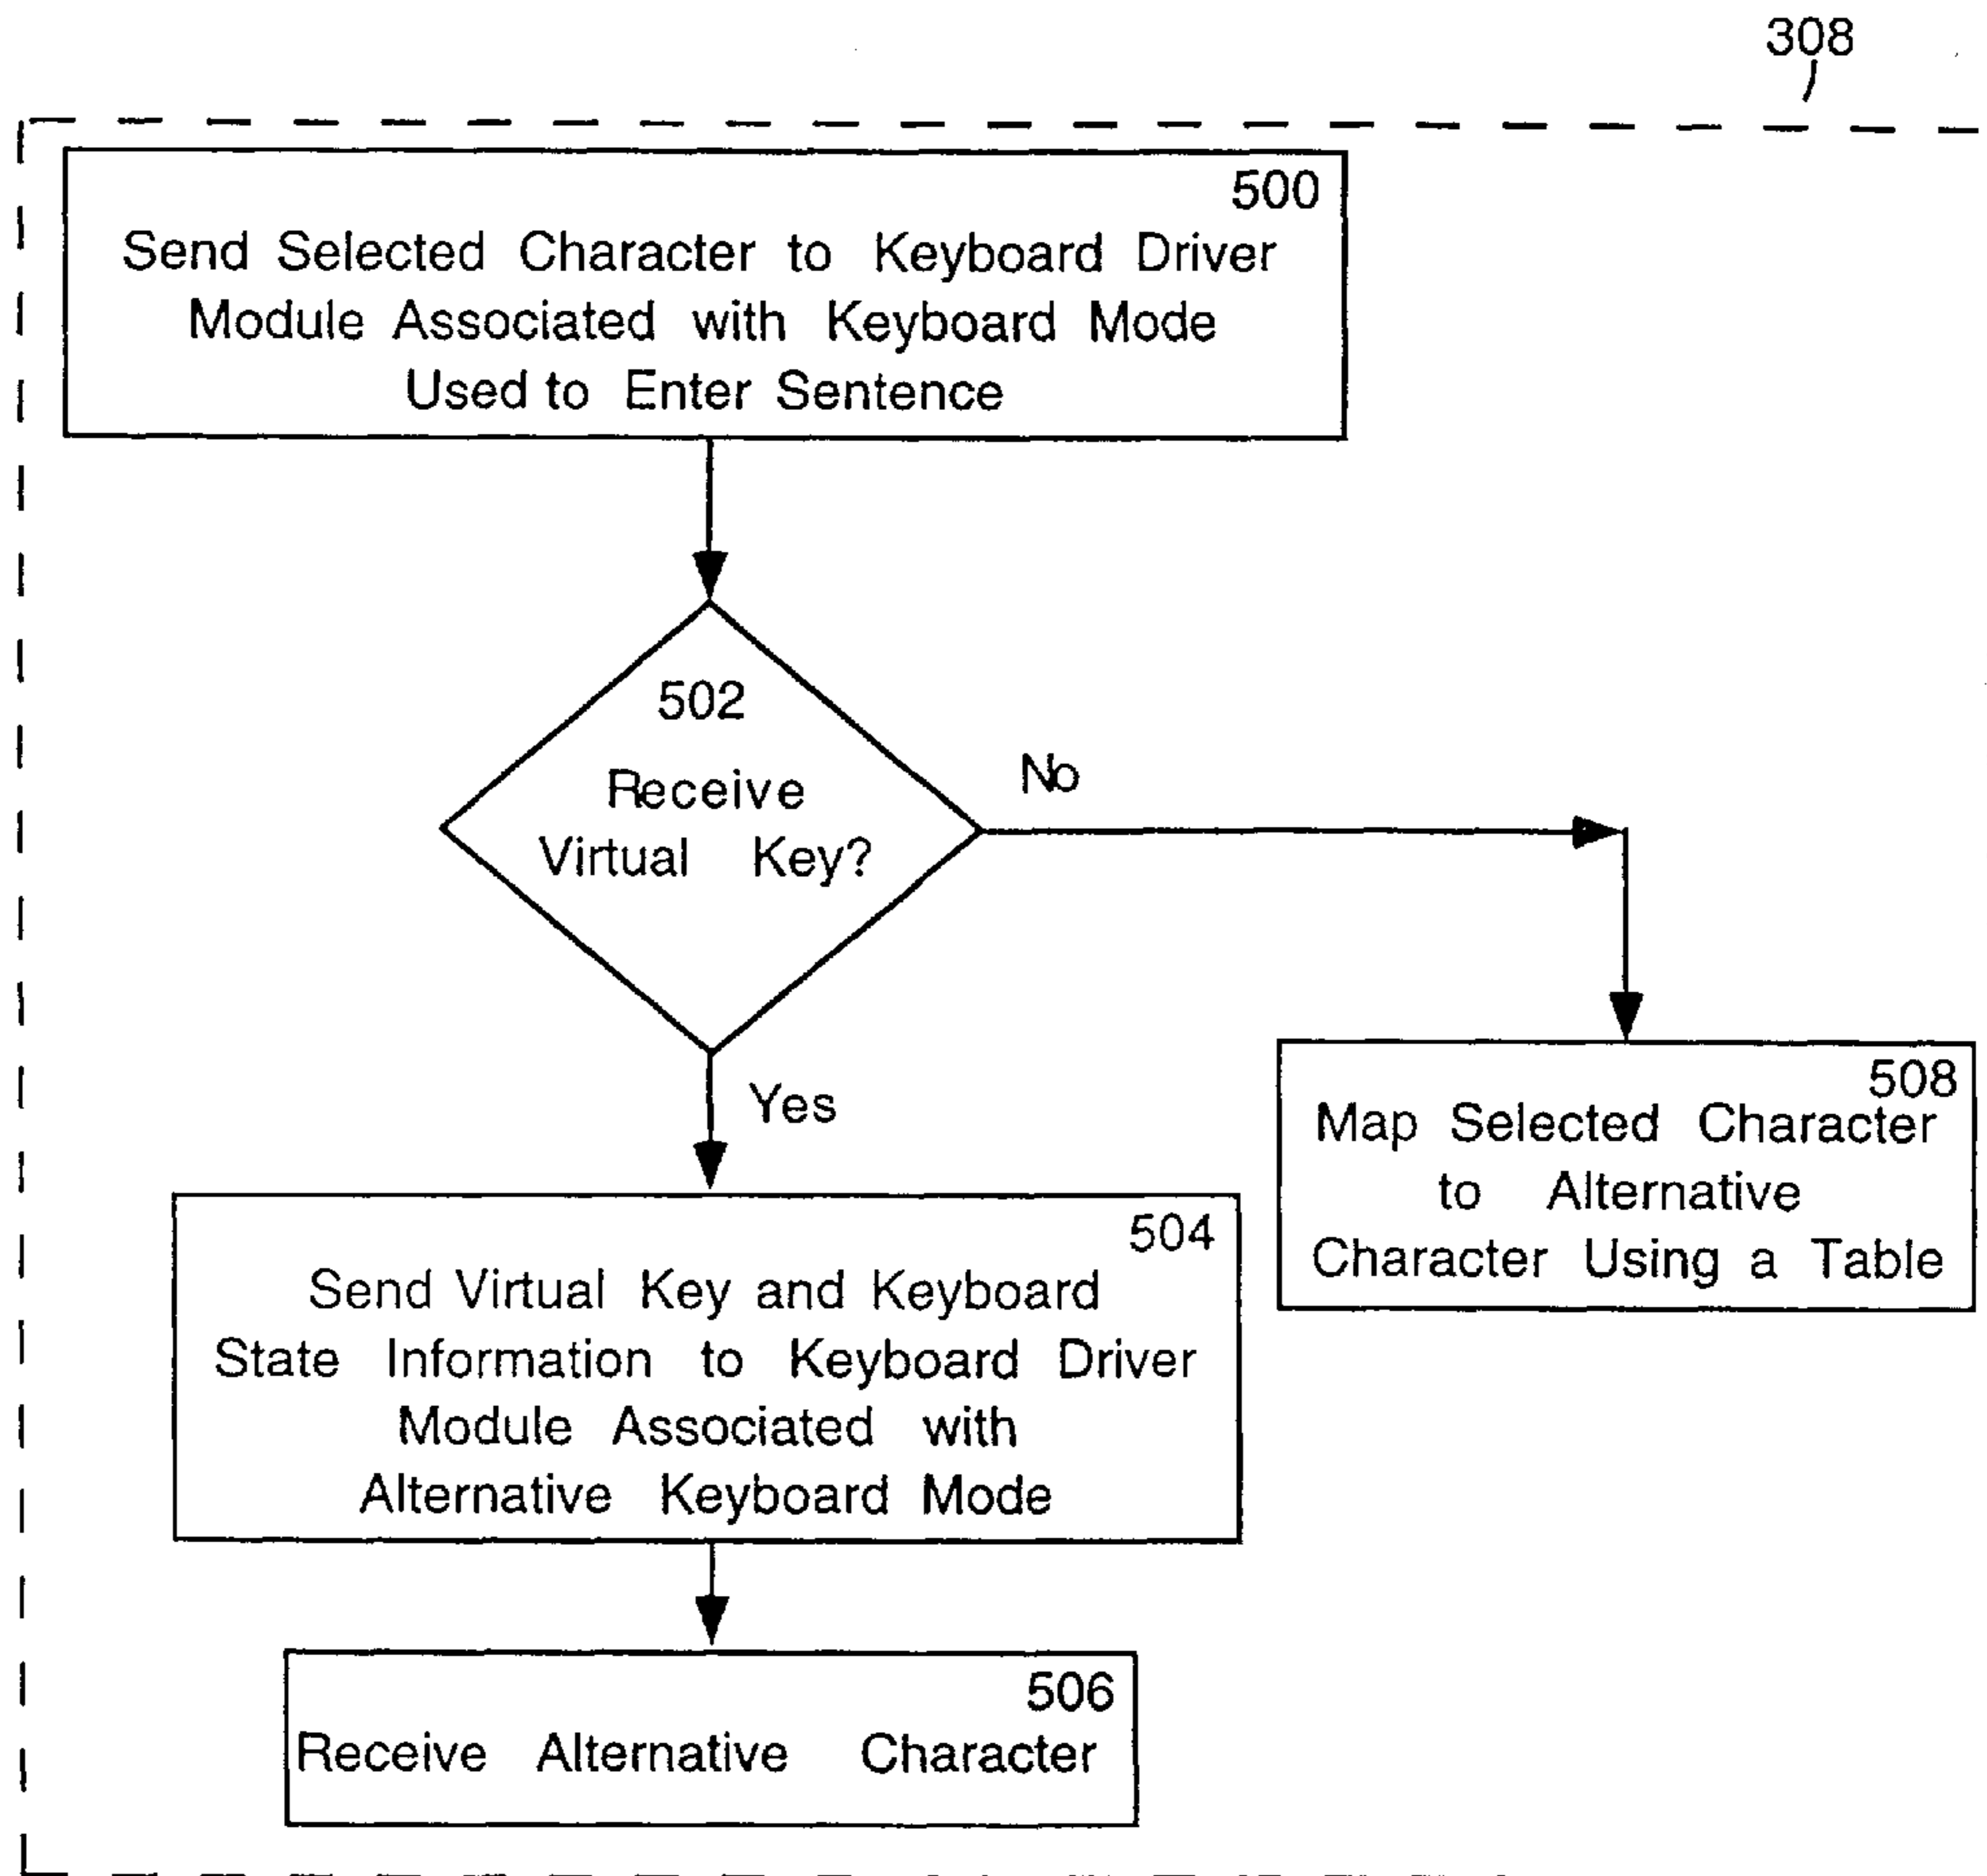 308
500
Send Selected Character to Keyboard Driver
Module Associated with Keyboard Mode
Used to Enter Sentence
502
Receive
Virtual Key?
No
Yes
508
Map Selected Character
to Alternative
Character Using a Table
504
Send Virtual Key and Keyboard
State Information to Keyboard Driver
Module Associated with
Alternative Keyboard Mode
506
Receive Alternative Character